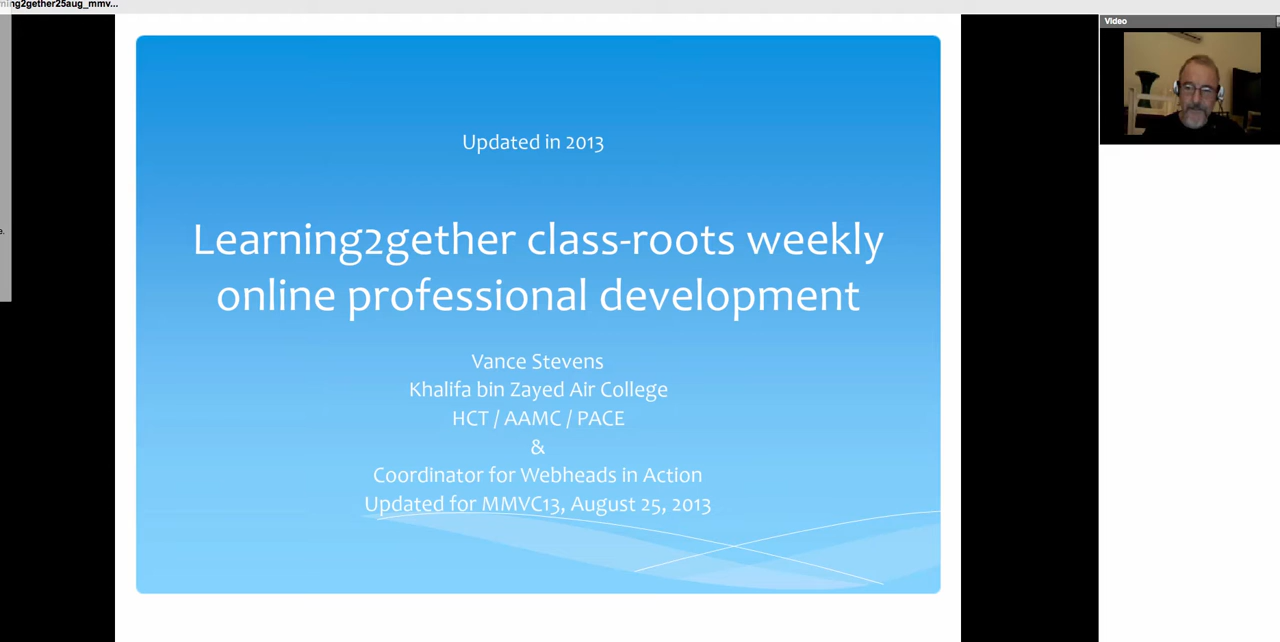 ning2gether25aug_mmv...
Video
e.
Updated in 2013
Learning2gether class-roots weekly
online professional development
Vance Stevens
Khalifa bin Zayed Air College
HCT / AAMC / PACE
&
Coordinator for Webheads in Action
Updated for MMVC13, August 25, 2013